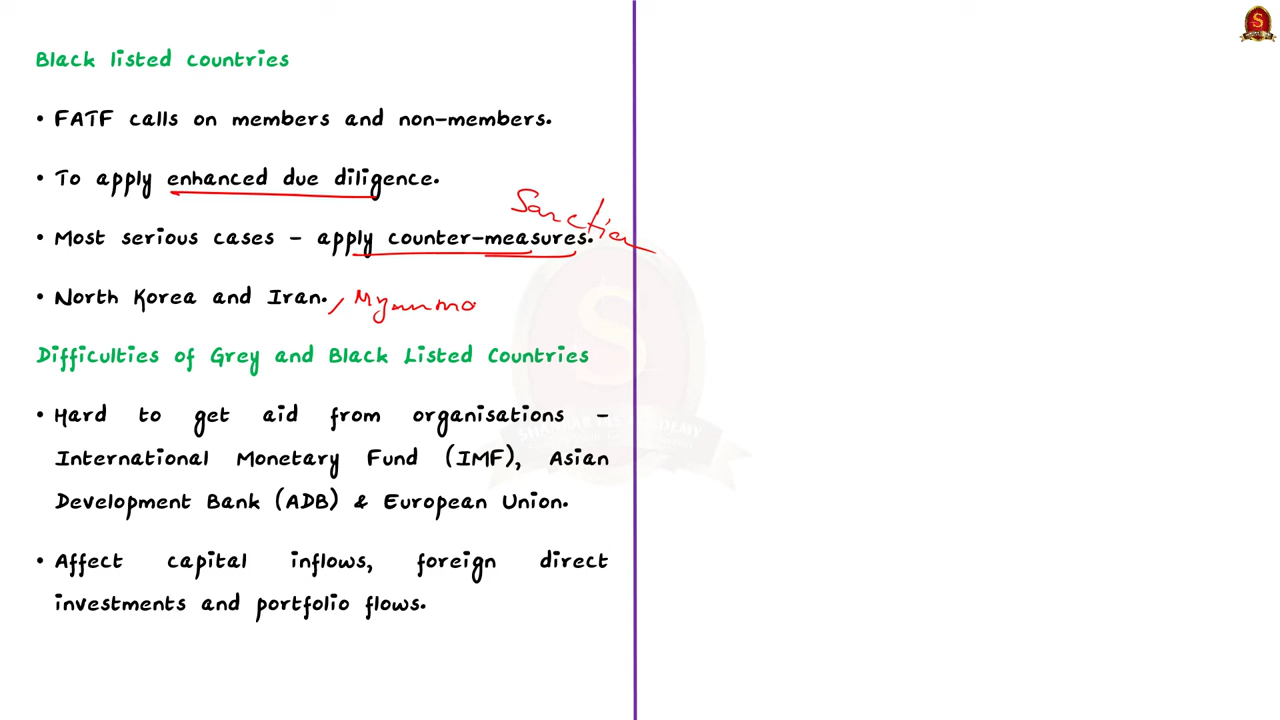 Black listed countries
• FATF calls on members and non-members.
• To apply enhanced due diligence.
Sanction
• Most serious cases - apply counter-measures.
• North Korea and Iran. , Myanma
Difficulties of Grey and Black Listed Countries
• Hard to get aid from organisations -
International Monetary Fund (IMF), Asian
Development Bank (ADB) & European Union.
• Affect capital inflows, foreign direct
investments and portfolio flows.